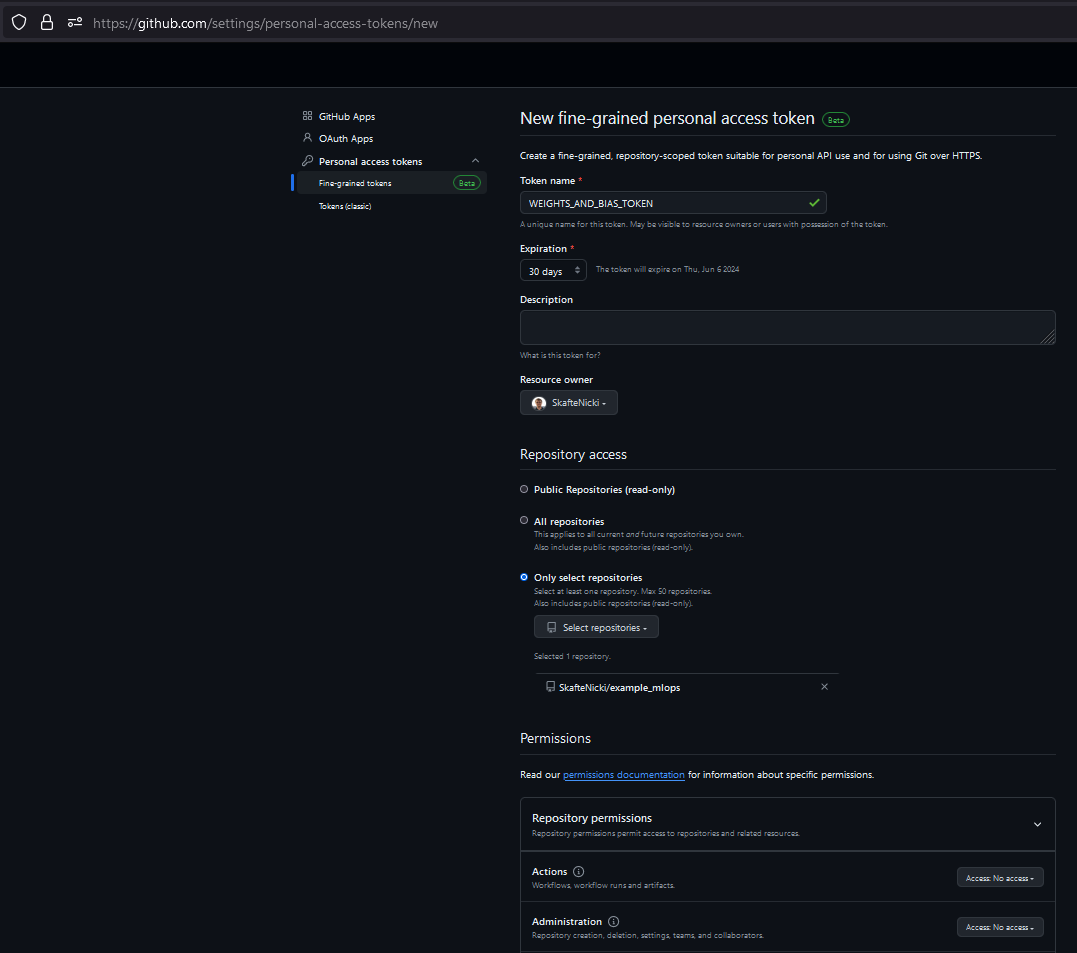 https://github.com/settings/personal-access-tokens/new
GitHub Apps
OAuth Apps
Personal access tokens
Fine-grained tokens Beta
Tokens (classic)
New fine-grained personal access token Beta
Create a fine-grained, repository-scoped token suitable for personal API use and for using Git over HTTPS.
Token name *
WEIGHTS_AND_BIAS_TOKEN
A unique name for this token. May be visible to resource owners or users with possession of the token.
Expiration *
30 days The token will expire on Thu, Jun 6 2024
Description
What is this token for?
Resource owner
SkafteNicki
Repository access
Public Repositories (read-only)
All repositories
This applies to all current and future repositories you own.
Also includes public repositories (read-only).
Only select repositories
Select at least one repository. Max 50 repositories.
Also includes public repositories (read-only).
Select repositories
Selected 1 repository.
SkafteNicki/example_mlops
Permissions
Read our permissions documentation for information about specific permissions.
Repository permissions
Repository permissions permit access to repositories and related resources.
Actions
Workflows, workflow runs and artifacts.
Access: No access
Administration
Repository creation, deletion, settings, teams, and collaborators.
Access: No access